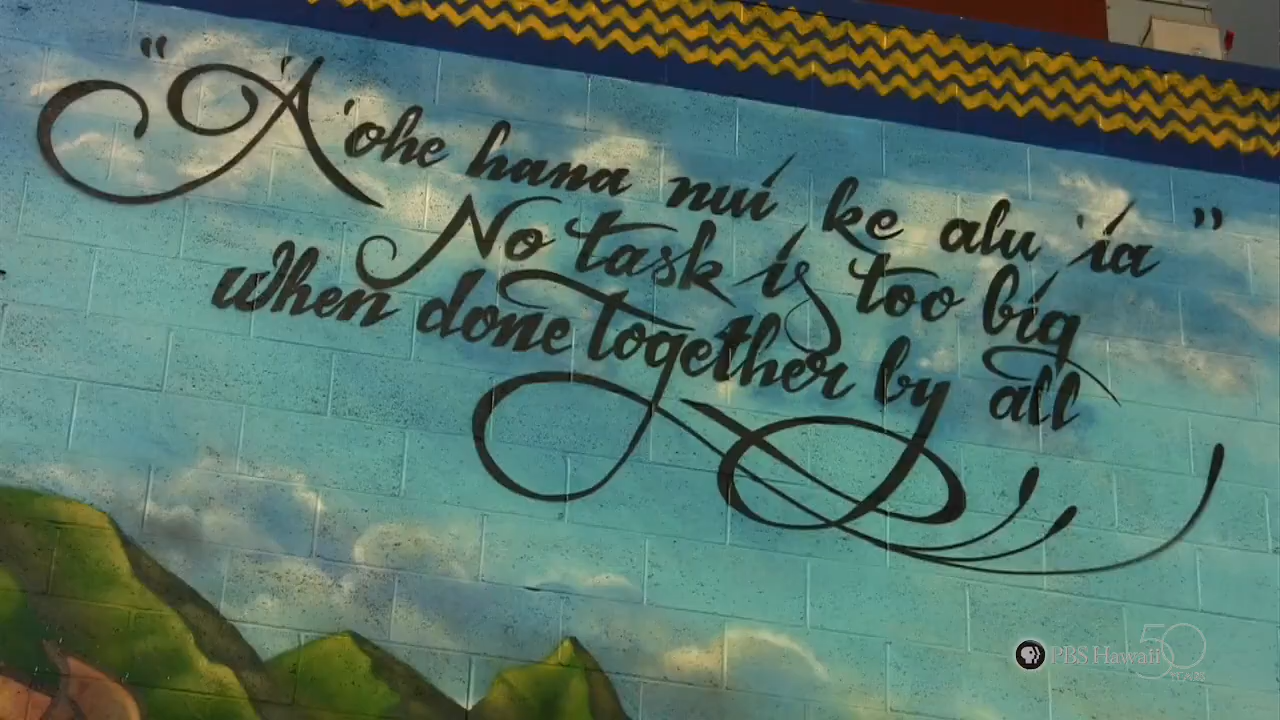 "'A'ohe hana nui ke alu 'ia"
No task is too big
When done together by all
PBS Hawaii 50
YEARS